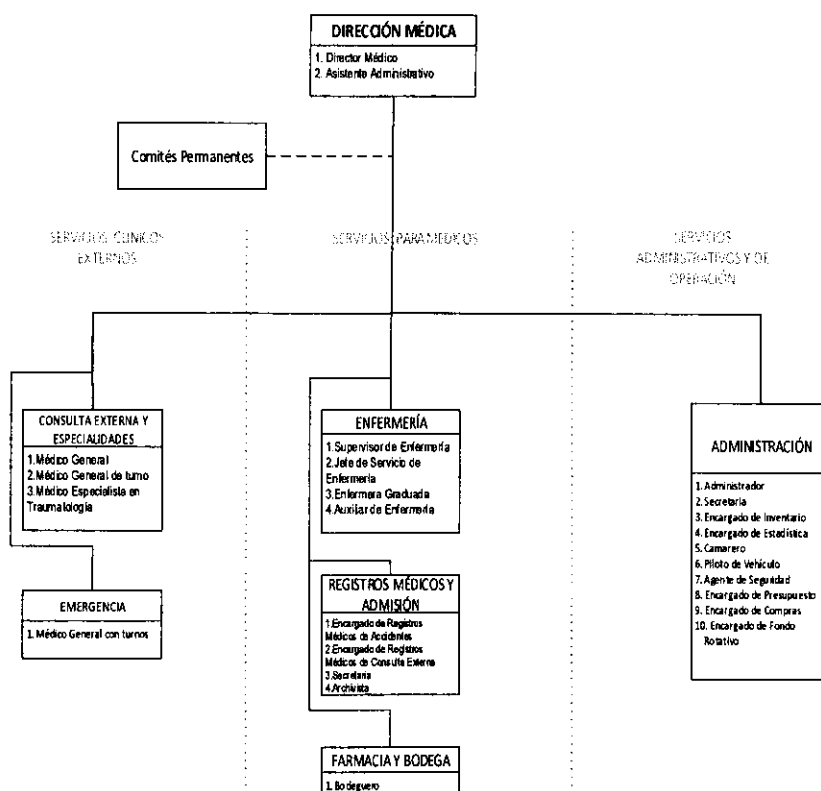 DIRECCIÓN MÉDICA
1. Director Médico
2. Asistente Administrativo
Comités Permanentes
SERVICIOS CLINICOS
EXTERNOS
SERVICIOS PARAMEDICOS
SERVICIOS
ADMINISTRATIVOS Y DE
OPERACIÓN
CONSULTA EXTERNA Y
ESPECIALIDADES
1.Médico General
2.Médico General de turno
3.Médico Especialista en
Traumatología
EMERGENCIA
1. Médico General con turnos
ENFERMERÍA
1.Supervisor de Enfermería
2.Jefe de Servicio de
Enfermería
3.Enfermera Graduada
4.Auxiliar de Enfermería
REGISTROS MÉDICOS Y
ADMISIÓN
1.Encargado de Registros
Médicos de Accidentes
2.Encargado de Registros
Médicos de Consulta Externa
3.Secretaria
4.Archivista
FARMACIA Y BODEGA
1. Bodeguero
ADMINISTRACIÓN
1. Administrador
2. Secretaria
3. Encargado de Inventario
4. Encargado de Estadística
5. Camarero
6. Piloto de Vehículo
7. Agente de Seguridad
8. Encargado de Presupuesto
9. Encargado de Compras
10. Encargado de Fondo
Rotativo